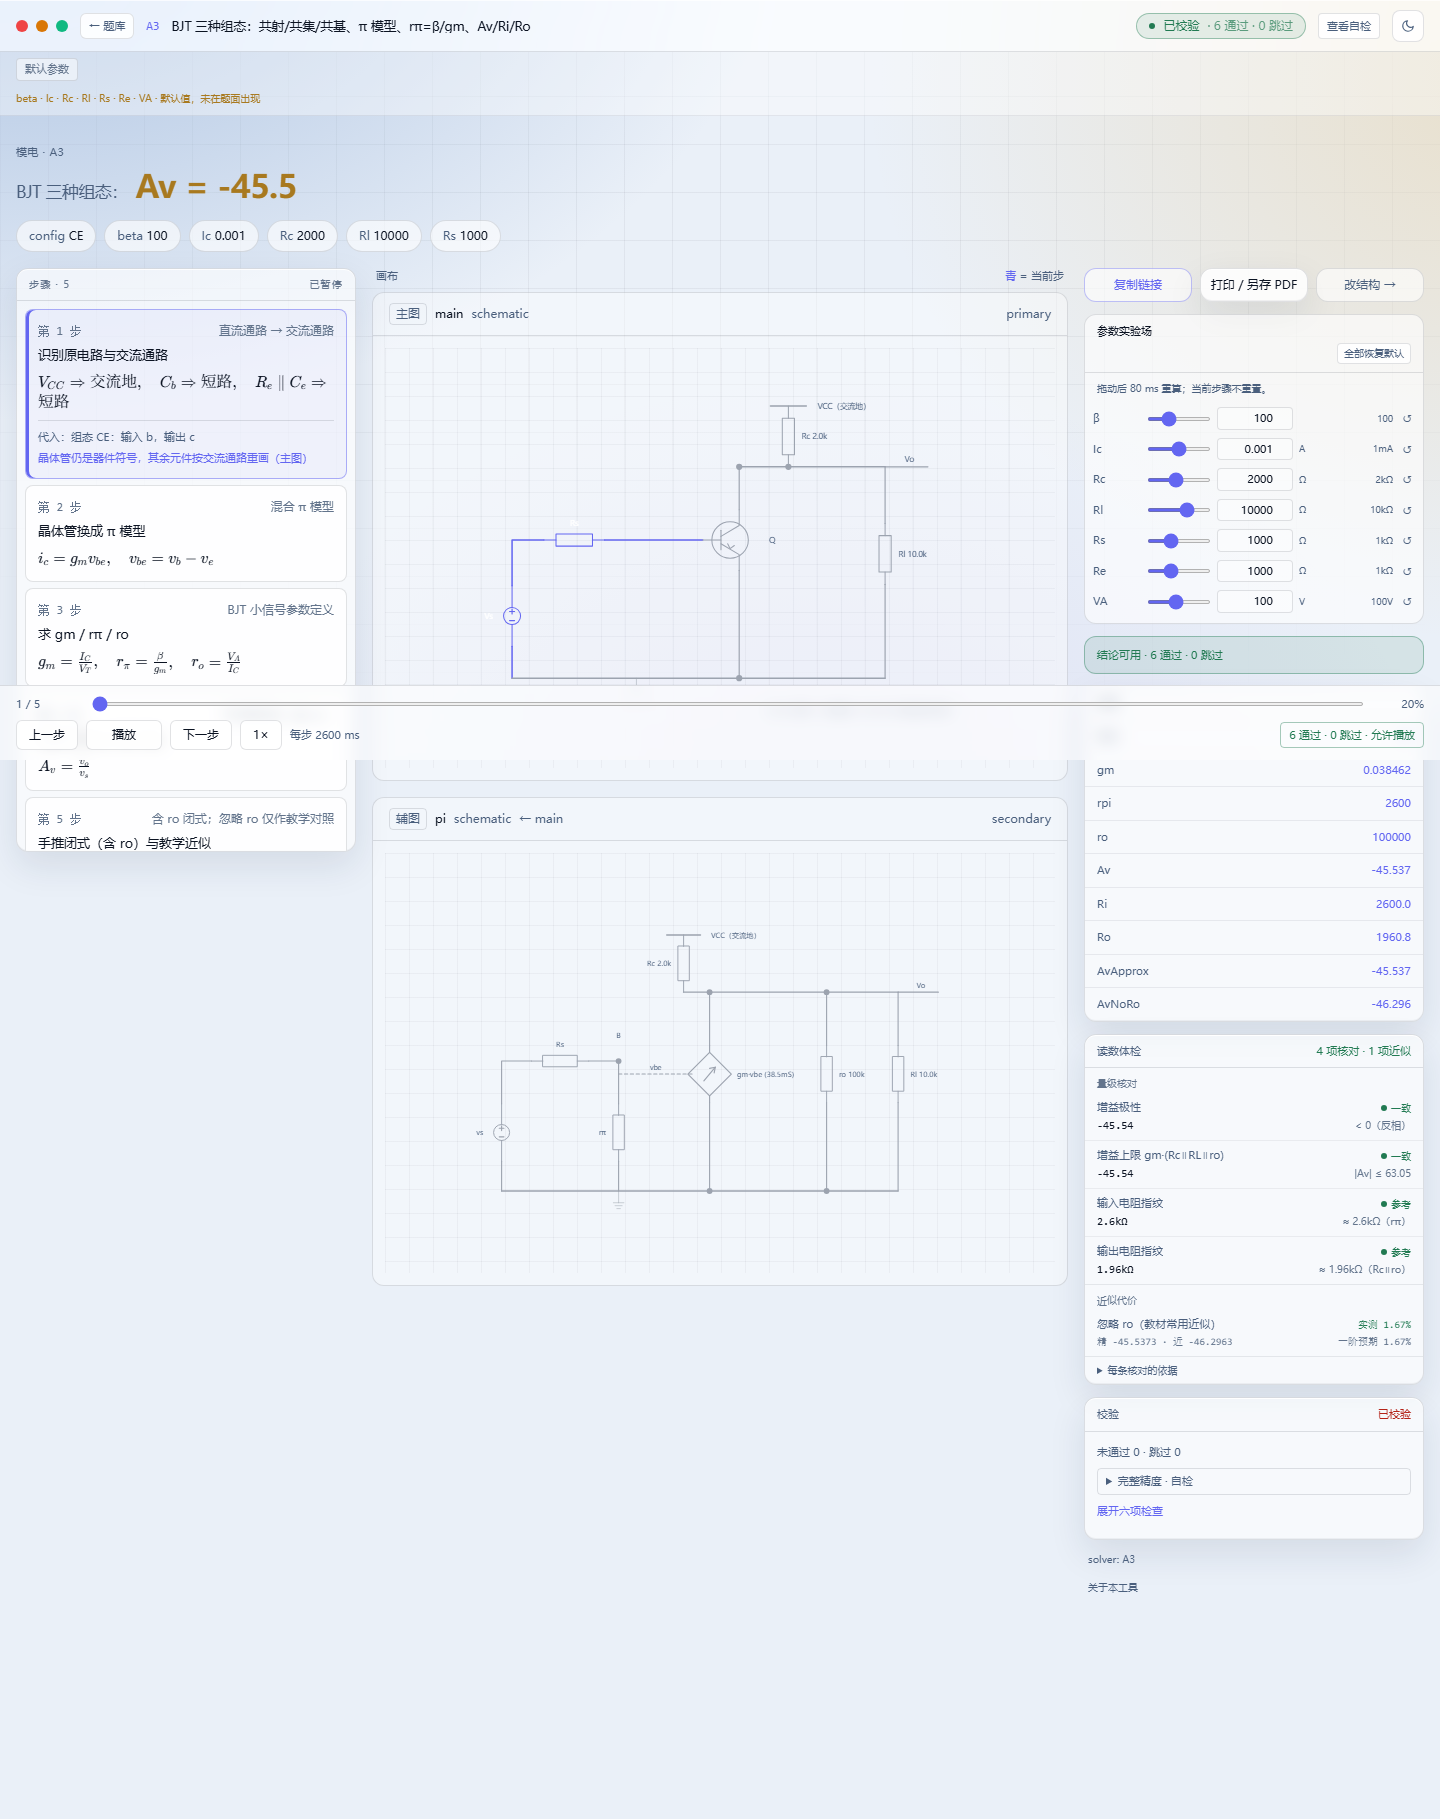 ← 题库 A3 BJT 三种组态：共射/共集/共基、π 模型、rπ=β/gm、Av/Ri/Ro
已校验 · 6 通过 · 0 跳过
查看自检
默认参数
beta · Ic · Rc · Rl · Rs · Re · VA · 默认值，未在题面出现
模电 · A3
BJT 三种组态： Av = -45.5
config CE
beta 100
Ic 0.001
Rc 2000
Rl 10000
Rs 1000
步骤 · 5 已暂停
第 1 步 直流通路 → 交流通路
识别原电路与交流通路
V_CC ⇒ 交流地， C_b ⇒ 短路， R_e ∥ C_e ⇒
短路
代入：组态 CE：输入 b，输出 c
晶体管仍是器件符号，其余元件按交流通路重画（主图）
第 2 步 混合 π 模型
晶体管换成 π 模型
i_c = g_m v_be, v_be = v_b − v_e
第 3 步 BJT 小信号参数定义
求 gm / rπ / ro
g_m = I_C/V_T, r_π = β/g_m, r_o = V_A/I_C
A_v = v_o/v_s
第 5 步 含 ro 闭式；忽略 ro 仅作教学对照
手推闭式（含 ro）与教学近似
画布 青 = 当前步
主图 main schematic primary
VCC（交流地）
Rc 2.0k
Vo
Q
Rl 10.0k
辅图 pi schematic ← main secondary
VCC（交流地）
Rc 2.0k
Vo
B
Rs
vbe
gm·vbe (38.5mS)
ro 100k
Rl 10.0k
vs
rπ
复制链接
打印 / 另存 PDF
改结构 →
参数实验场
全部恢复默认
拖动后 80 ms 重算；当前步骤不重置。
β 100 100 ↺
Ic 0.001 A 1mA ↺
Rc 2000 Ω 2kΩ ↺
Rl 10000 Ω 10kΩ ↺
Rs 1000 Ω 1kΩ ↺
Re 1000 Ω 1kΩ ↺
VA 100 V 100V ↺
结论可用 · 6 通过 · 0 跳过
1 / 5 20%
上一步 播放 下一步 1× 每步 2600 ms
6 通过 · 0 跳过 · 允许播放
gm 0.038462
rpi 2600
ro 100000
Av -45.537
Ri 2600.0
Ro 1960.8
AvApprox -45.537
AvNoRo -46.296
读数体检 4 项核对 · 1 项近似
量级核对
增益极性 一致
-45.54 < 0（反相）
增益上限 gm·(Rc∥RL∥ro) 一致
-45.54 |Av| ≤ 63.05
输入电阻指纹 参考
2.6kΩ ≈ 2.6kΩ（rπ）
输出电阻指纹 参考
1.96kΩ ≈ 1.96kΩ（Rc∥ro）
近似代价
忽略 ro（教材常用近似） 实测 1.67%
精 -45.5373 · 近 -46.2963 一阶预期 1.67%
▶ 每条核对的依据
校验 已校验
未通过 0 · 跳过 0
▶ 完整精度 · 自检
展开六项检查
solver: A3
关于本工具